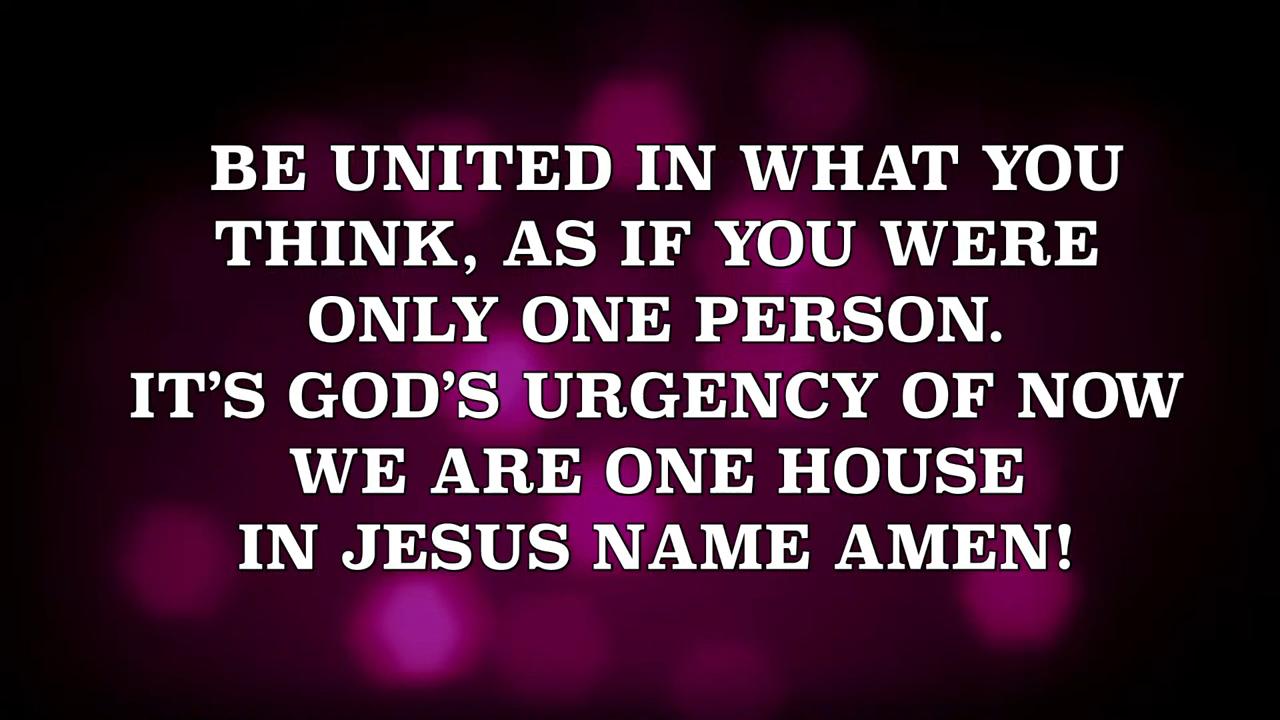 BE UNITED IN WHAT YOU
THINK, AS IF YOU WERE
ONLY ONE PERSON.
IT’S GOD’S URGENCY OF NOW
WE ARE ONE HOUSE
IN JESUS NAME AMEN!